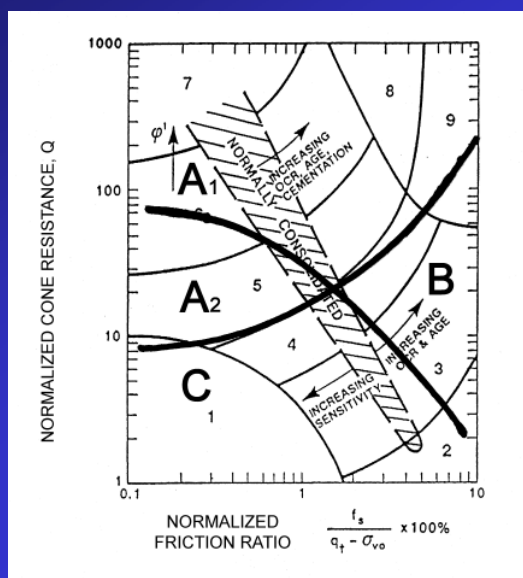 1000
100
10
1
NORMALIZED CONE RESISTANCE, Q
7
φ'
8
9
A1
NORMALLY CONSOLIDATED
INCREASING
OCR, AGE,
CEMENTATION
A2
5
B
4
INCREASING
OCR & AGE
3
C
1
INCREASING
SENSITIVITY
2
0.1
1
10
NORMALIZED
FRICTION RATIO
fs
qt - σvo
x100%